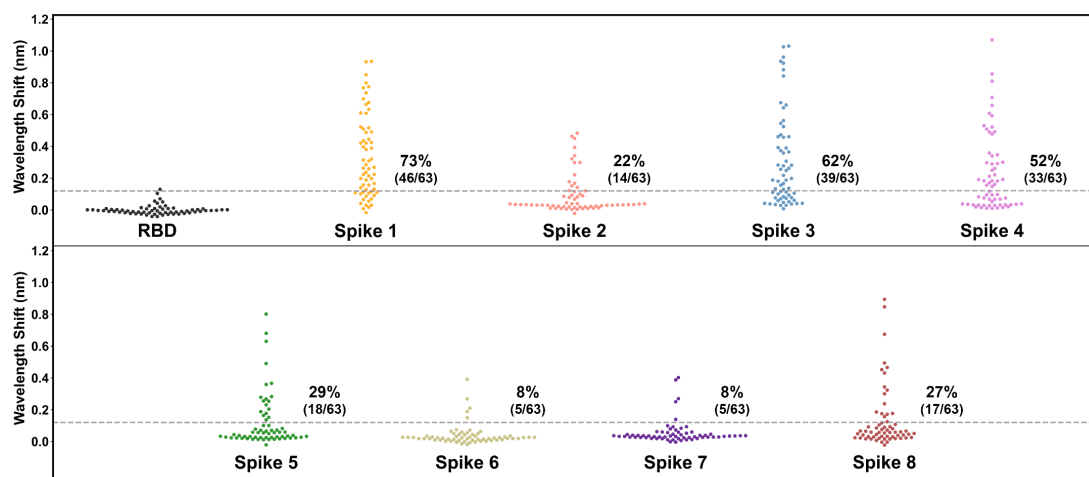 1.2
1.0
0.8
0.6
0.4
0.2
0.0
Wavelength Shift (nm)
73%
(46/63)
22%
(14/63)
62%
(39/63)
52%
(33/63)
RBD
Spike 1
Spike 2
Spike 3
Spike 4
1.2
1.0
0.8
0.6
0.4
0.2
0.0
Wavelength Shift (nm)
29%
(18/63)
8%
(5/63)
8%
(5/63)
27%
(17/63)
Spike 5
Spike 6
Spike 7
Spike 8